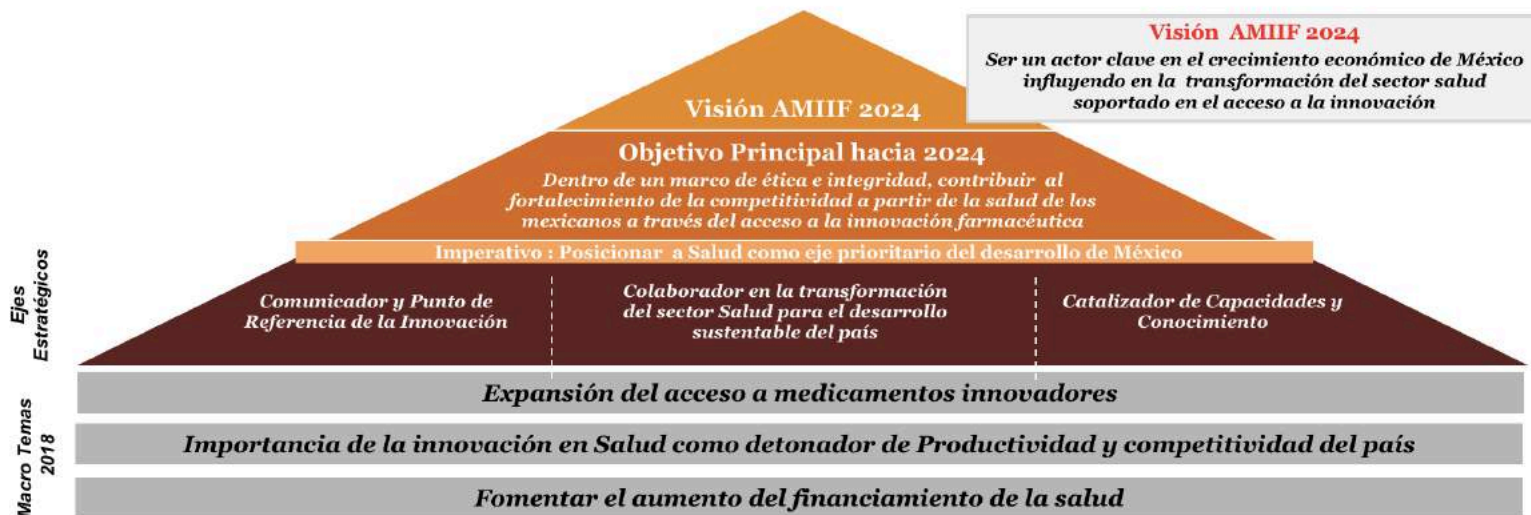 Visión AMIIF 2024
Ser un actor clave en el crecimiento económico de México
influyendo en la transformación del sector salud
soportado en el acceso a la innovación
Visión AMIIF 2024
Objetivo Principal hacia 2024
Dentro de un marco de ética e integridad, contribuir al
fortalecimiento de la competitividad a partir de la salud de los
mexicanos a través del acceso a la innovación farmacéutica
Imperativo : Posicionar a Salud como eje prioritario del desarrollo de México
Ejes
Estratégicos
Comunicador y Punto de
Referencia de la Innovación
Colaborador en la transformación
del sector Salud para el desarrollo
sustentable del país
Catalizador de Capacidades y
Conocimiento
Macro Temas
2018
Expansión del acceso a medicamentos innovadores
Importancia de la innovación en Salud como detonador de Productividad y competitividad del país
Fomentar el aumento del financiamiento de la salud